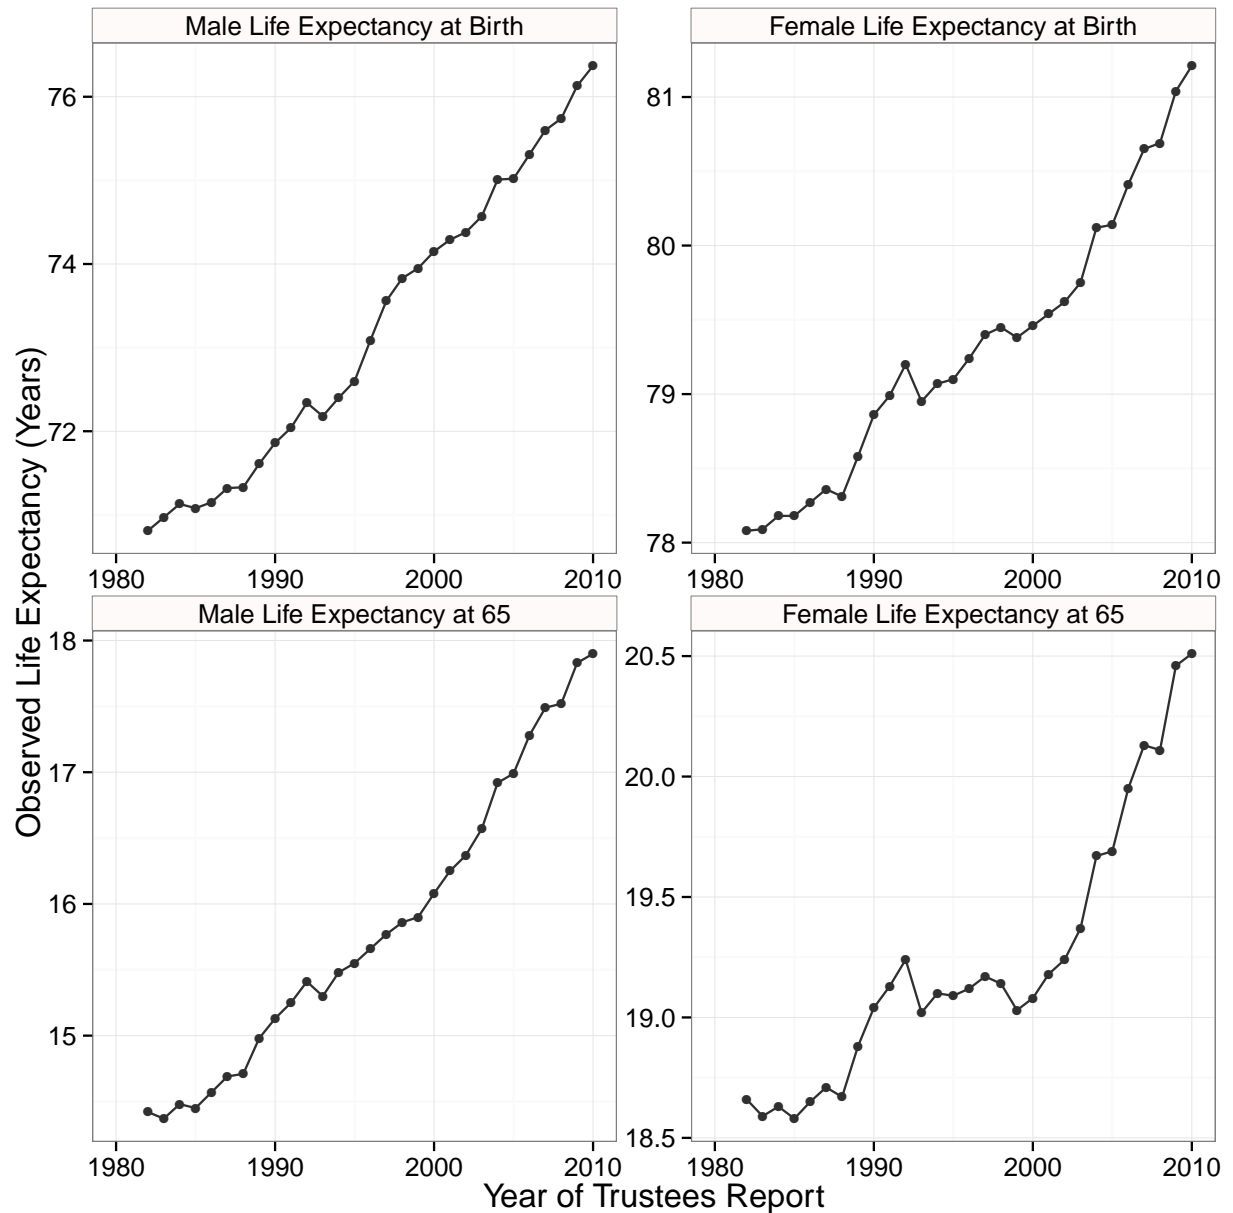 Male Life Expectancy at Birth
Female Life Expectancy at Birth
76
74
72
1980 1990 2000 2010
81
80
79
78
1980 1990 2000 2010
Male Life Expectancy at 65
Female Life Expectancy at 65
18
17
16
15
1980 1990 2000 2010
20.5
20.0
19.5
19.0
18.5
1980 1990 2000 2010
Observed Life Expectancy (Years)
Year of Trustees Report